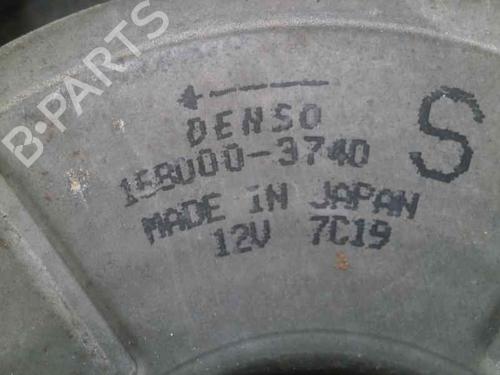 B-PARTS
DENSO
168000-3740
S
MADE IN JAPAN
12V 7C19